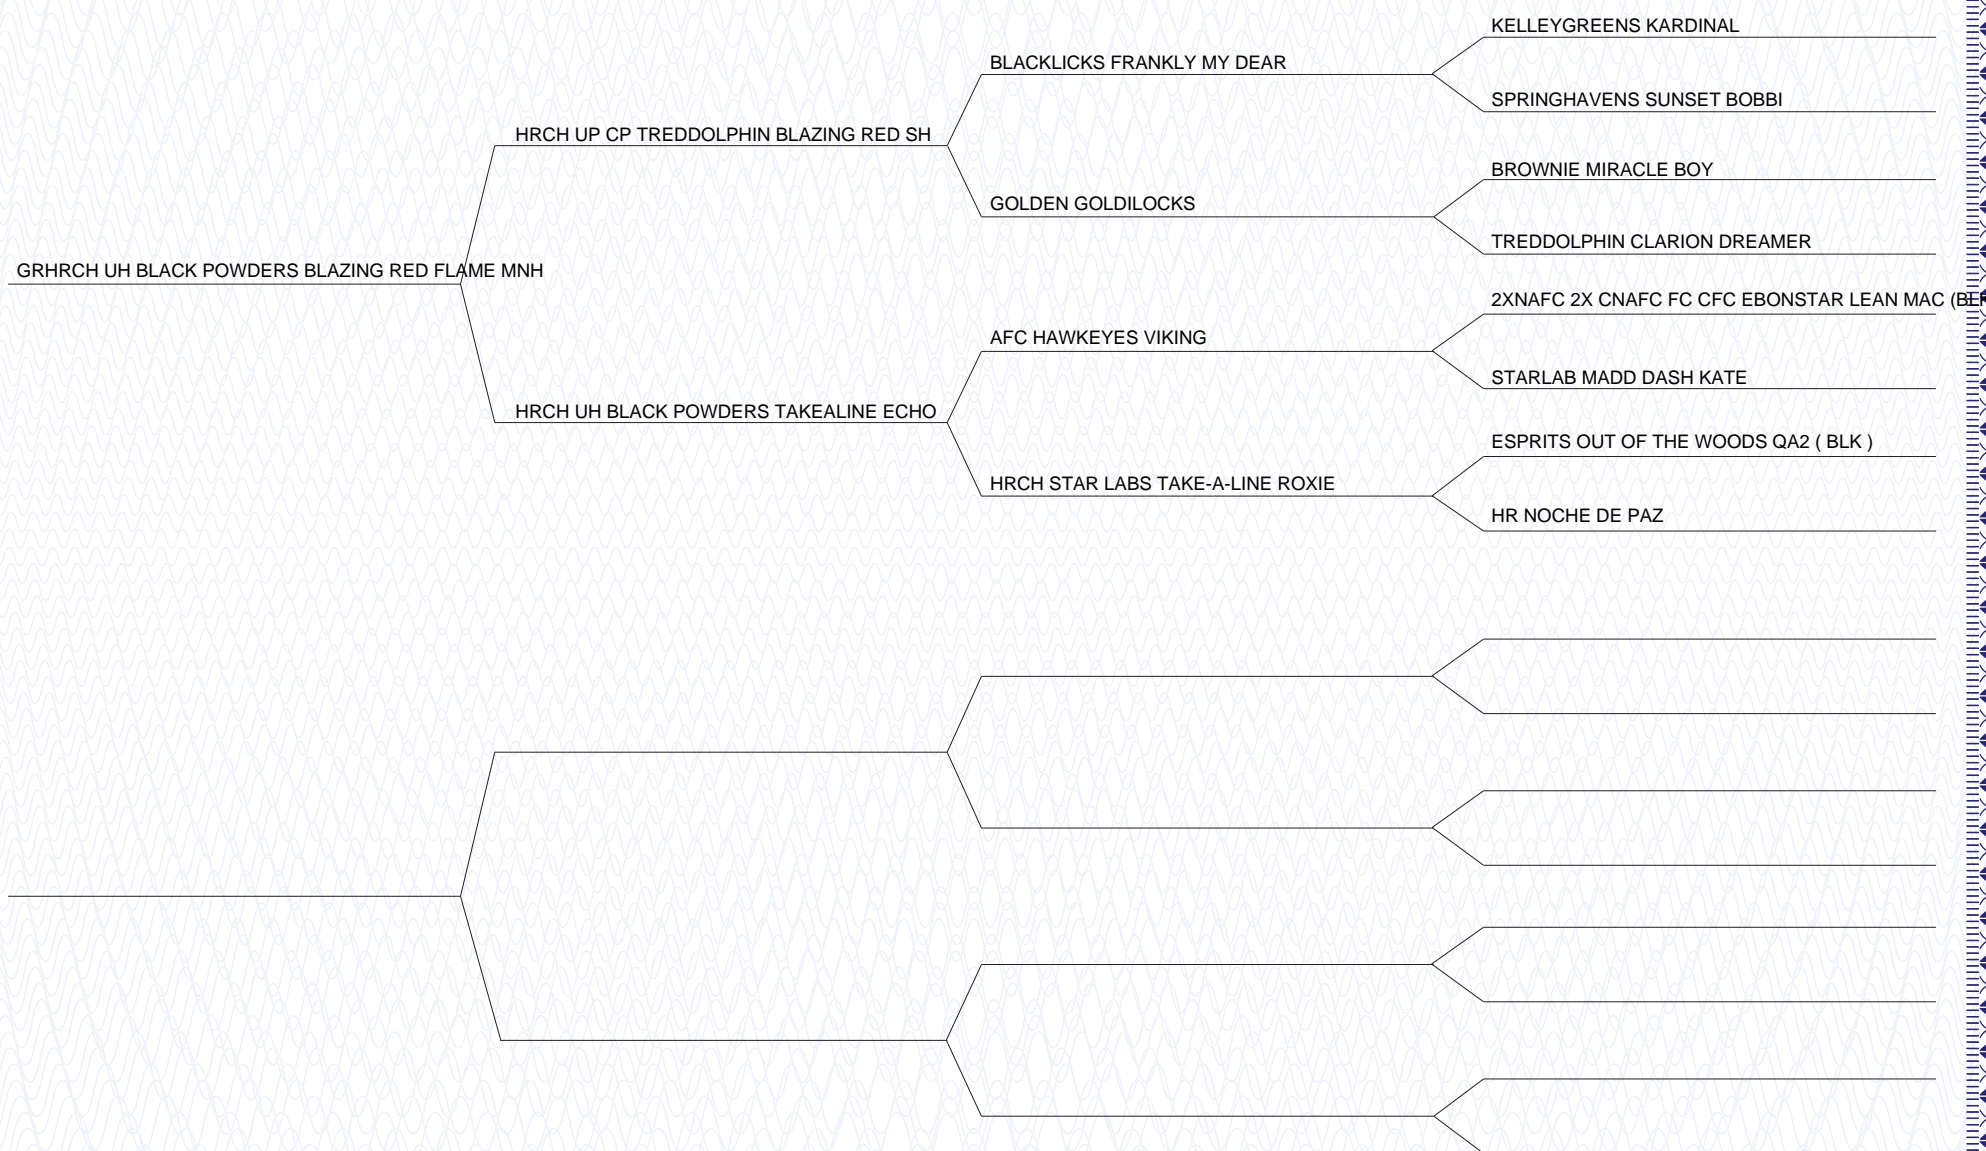 KELLEYGREENS KARDINAL
BLACKLICKS FRANKLY MY DEAR
SPRINGHAVENS SUNSET BOBBI
HRCH UP CP TREDDOLPHIN BLAZING RED SH
BROWNIE MIRACLE BOY
GOLDEN GOLDILOCKS
TREDDOLPHIN CLARION DREAMER
GRHRCH UH BLACK POWDERS BLAZING RED FLAME MNH
2XNAFC 2X CNAFC FC CFC EBONSTAR LEAN MAC
AFC HAWKEYES VIKING
STARLAB MADD DASH KATE
HRCH UH BLACK POWDERS TAKEALINE ECHO
ESPRITS OUT OF THE WOODS QA2 ( BLK )
HRCH STAR LABS TAKE-A-LINE ROXIE
HR NOCHE DE PAZ